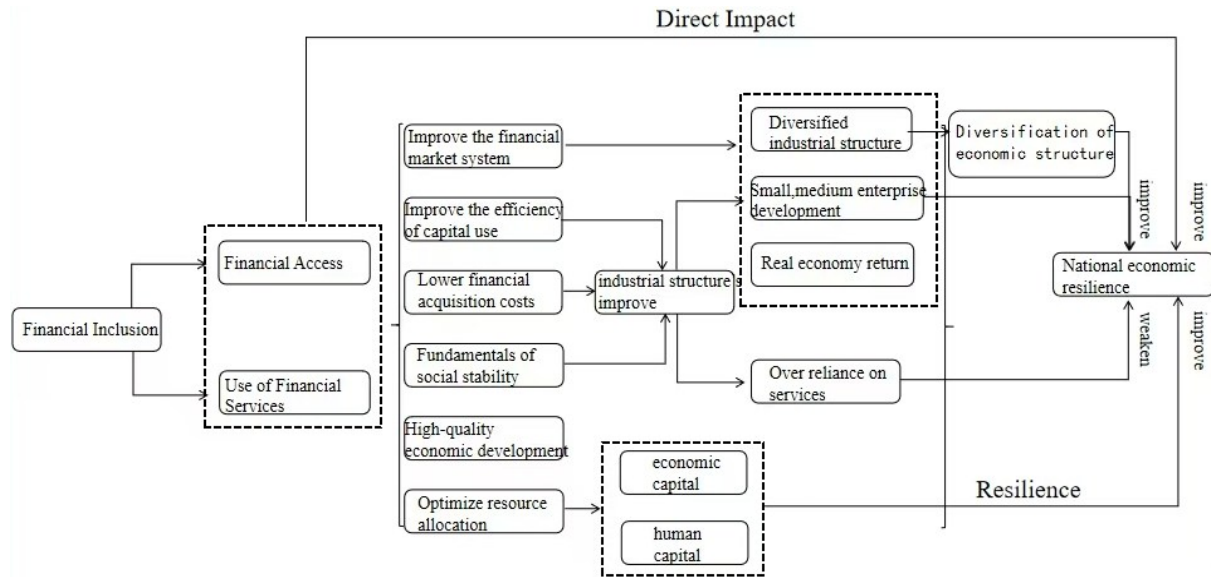 Direct Impact
Improve the financial
market system
Diversified
industrial structure
Diversification of
economic structure
Improve the efficiency
of capital use
Small,medium enterprise
development
improve
improve
Financial Access
Lower financial
acquisition costs
industrial structure's
improve
Real economy return
National economic
resilience
Financial Inclusion
Fundamentals of
social stability
weaken
improve
Use of Financial
Services
Over reliance on
services
High-quality
economic development
economic
capital
Resilience
Optimize resource
allocation
human
capital